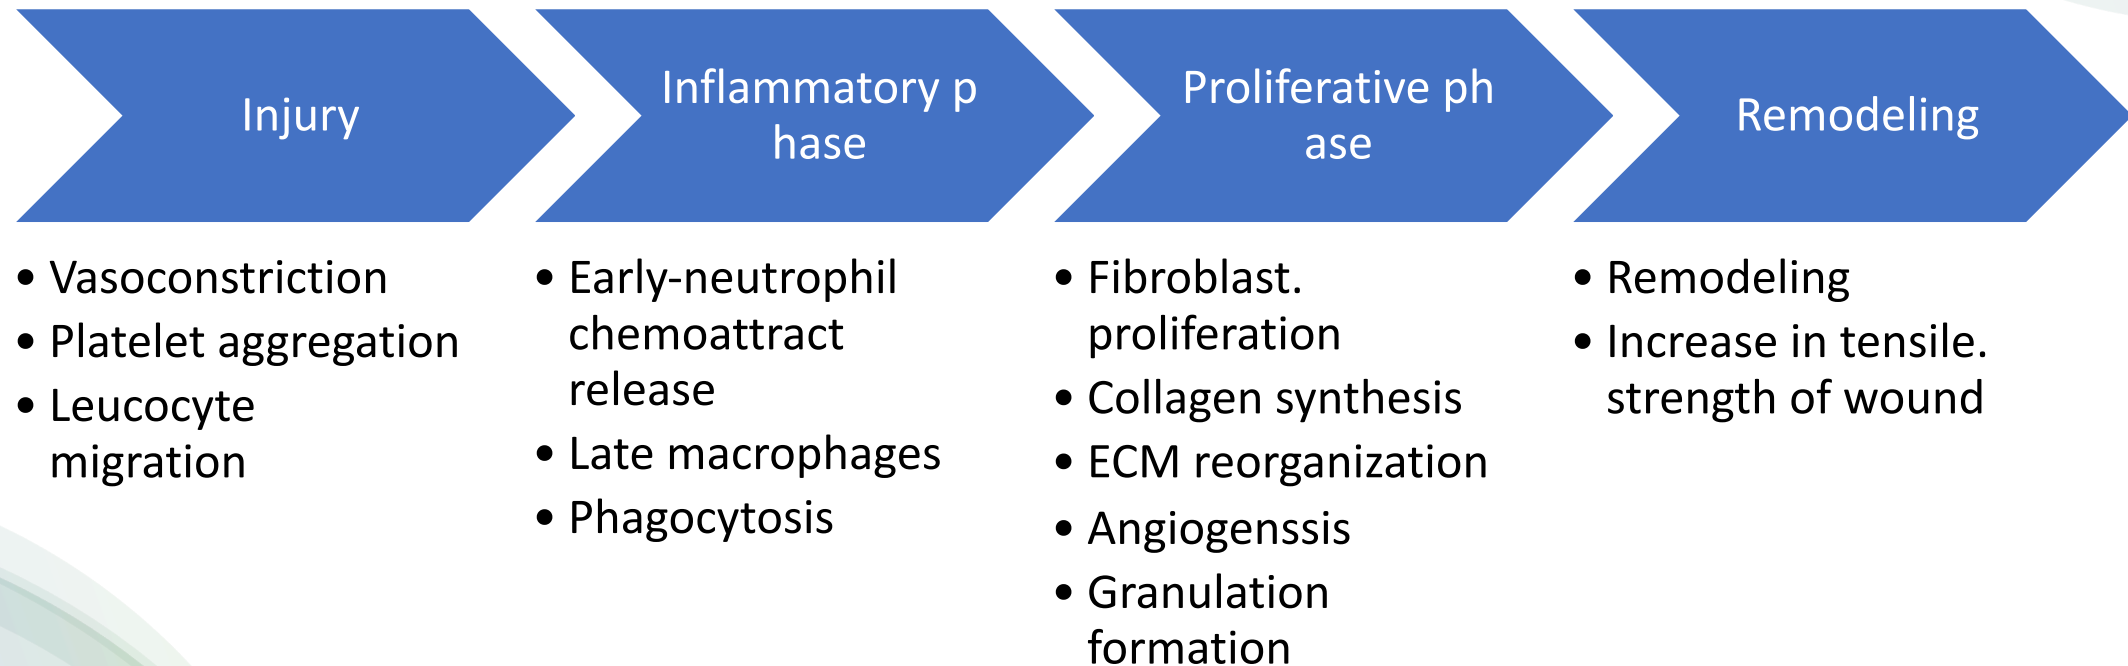 Injury
• Vasoconstriction
• Platelet aggregation
• Leucocyte
migration
Inflammatory p
hase
• Early-neutrophil
chemoattract
release
• Late macrophages
• Phagocytosis
Proliferative ph
ase
• Fibroblast.
proliferation
• Collagen synthesis
• ECM reorganization
• Angiogenssis
• Granulation
formation
Remodeling
• Remodeling
• Increase in tensile.
strength of wound